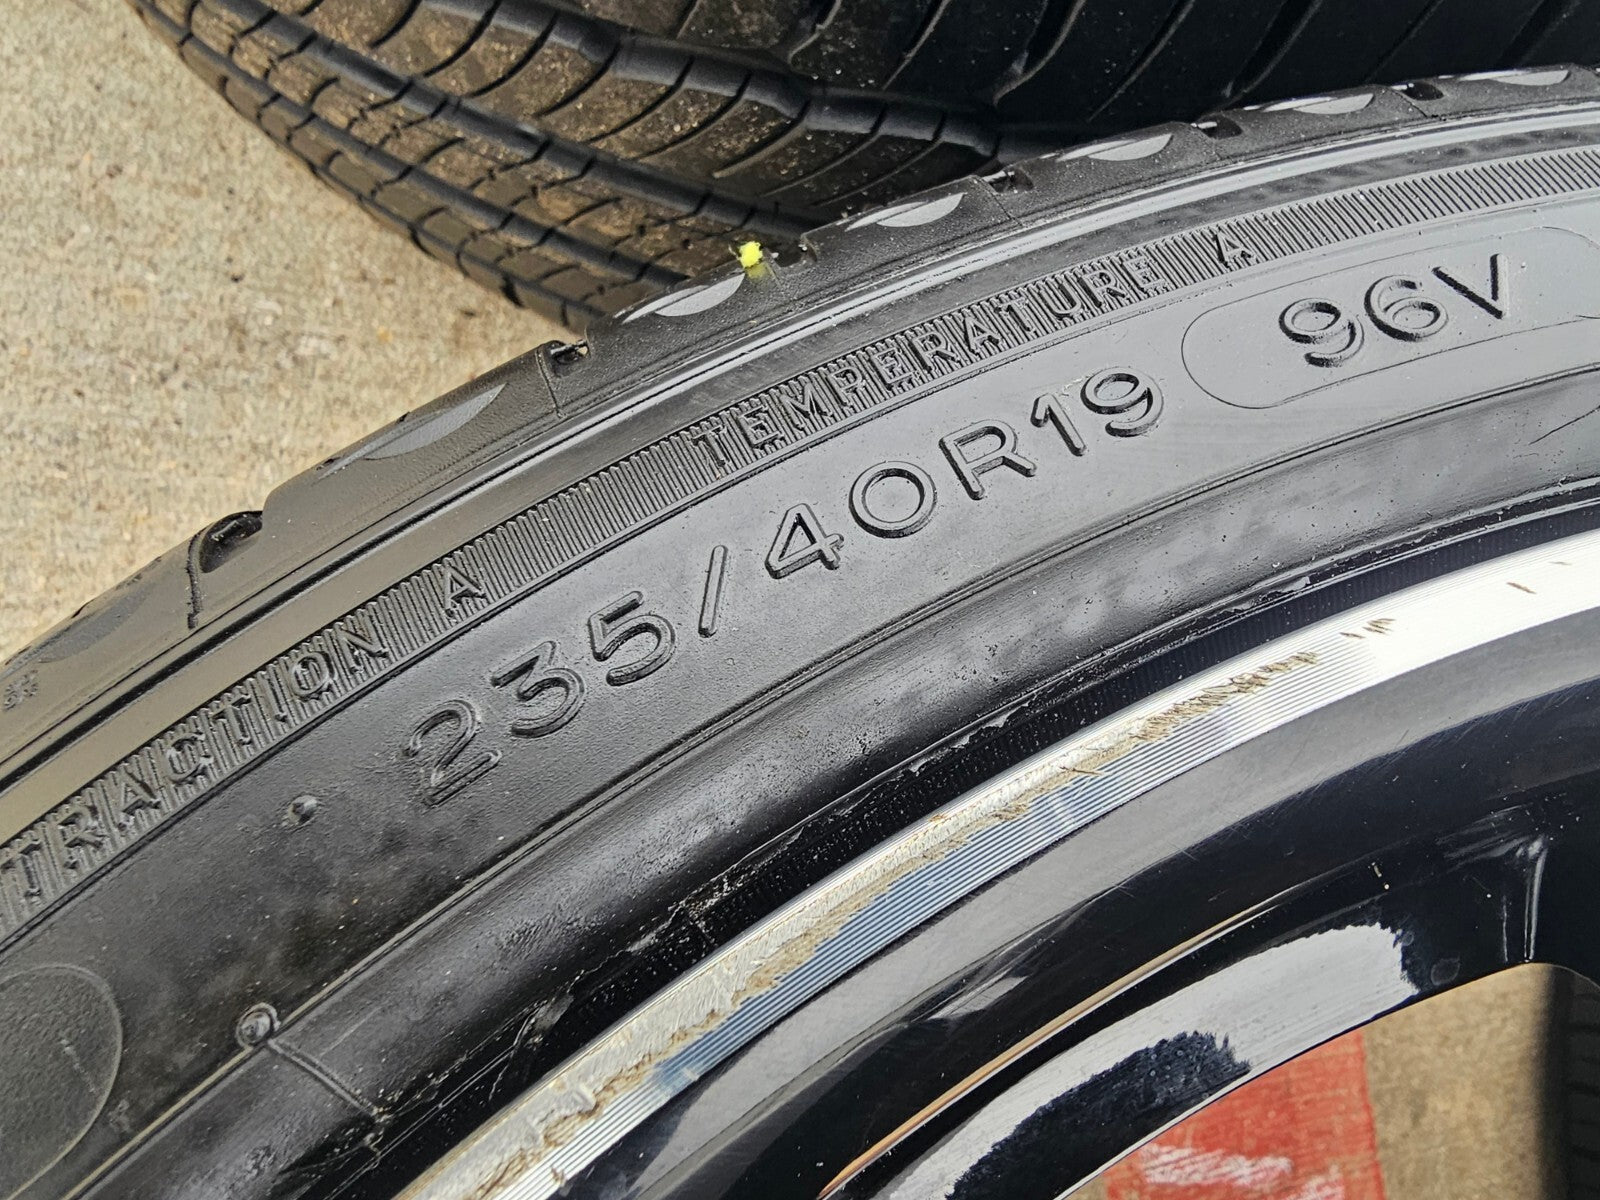 TRACTION A TEMPERATURE A
235/40R19 96V